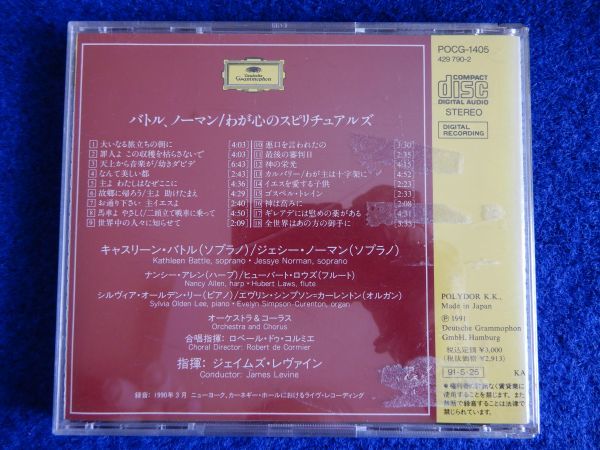 Deutsche
Grammophon
バトル、ノーマン/わが心のスピリチュアルズ
1 大いなる旅立ちの朝に 4:03
2 罪人よ この収穫を枯らさないで 4:03
3 天上から音楽が/幼きダビデ 6:43
4 なんて美しい都 2:43
5 主よ わたしはなぜここに 4:36
6 故郷に帰ろう/主よ 助けたまえ 4:29
7 お通り下さい 主イエスよ 2:40
8 馬車よ やさしく/二頭立て戦車に乗って 4:49
9 世界中の人々に知らせて 2:09
10 悪口を言われたの 3:30
11 最後の審判日 2:35
12 神の栄光
13 カルバリー/わが主は十字架に 4:52
14 イエスを愛する子供 2:23
15 ゴスペル・トレイン 2:33
16 神は高みに 2:08
17 ギレアデには慰めの薬がある 4:31
18 全世界はあの方の御手に 3:35
キャスリーン・バトル(ソプラノ)/ジェシー・ノーマン(ソプラノ)
Kathleen Battle, soprano・Jessye Norman, soprano
ナンシー・アレン(ハープ)/ヒューバート・ロウズ(フルート)
Nancy Allen, harp・Hubert Laws, flute
シルヴィア・オールデン・リー(ピアノ)/エヴリン・シンプソン=カーレントン(オルガン)
Sylvia Olden Lee, piano・Evelyn Simpson-Curenton, organ
オーケストラ&コーラス
Orchestra and Chorus
合唱指揮: ロベール・ドゥ・コルミエ
Choral Director: Robert de Cormier
指揮: ジェイムズ・レヴァイン
Conductor: James Levine
録音:1990年3月 ニューヨーク、カーネギー・ホールにおけるライヴ・レコーディング
POCG-1405
429 790-2
COMPACT
disc
DIGITAL AUDIO
STEREO
DIGITAL
RECORDING
POLYDOR K.K.,
Made in Japan
Ⓟ 1991
Deutsche Grammophon
GmbH, Hamburg
税込定価 ¥3,000
(税抜価格 ¥2,913)
91-5-25
KA